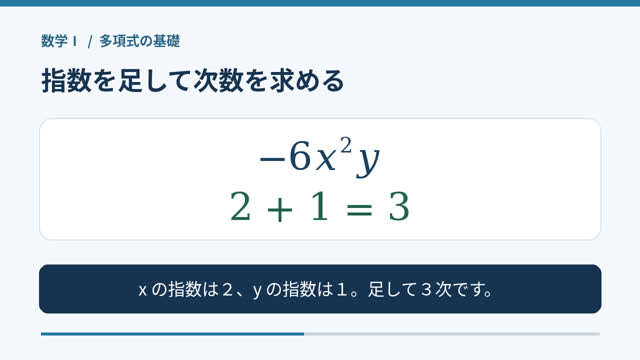 数学 I / 多項式の基礎
指数を足して次数を求める
−6x²y
2 + 1 = 3
x の指数は２、y の指数は１。足して３次です。